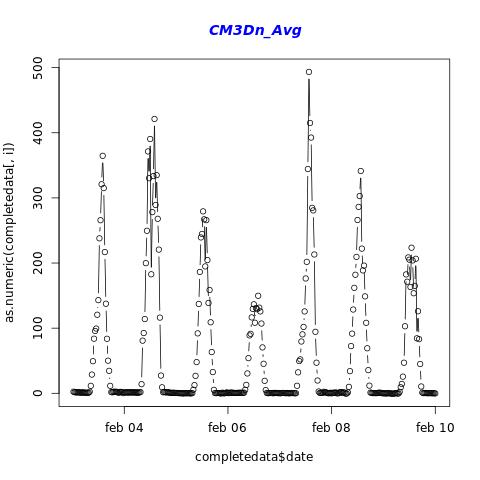 CM3Dn_Avg
as.numeric(completedata[, i])
500
400
300
200
100
0
feb 04
feb 06
feb 08
feb 10
completedata$date